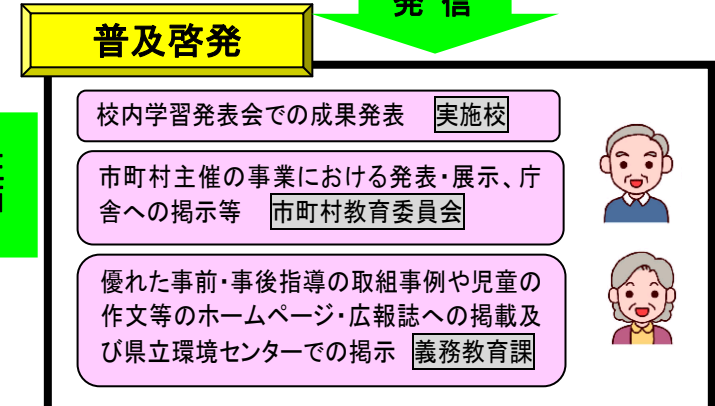 発 信
普及啓発
校内学習発表会での成果発表 実施校
市町村主催の事業における発表・展示、庁
舎への掲示等 市町村教育委員会
優れた事前・事後指導の取組事例や児童の
作文等のホームページ・広報誌への掲載及
び県立環境センターでの掲示 義務教育課